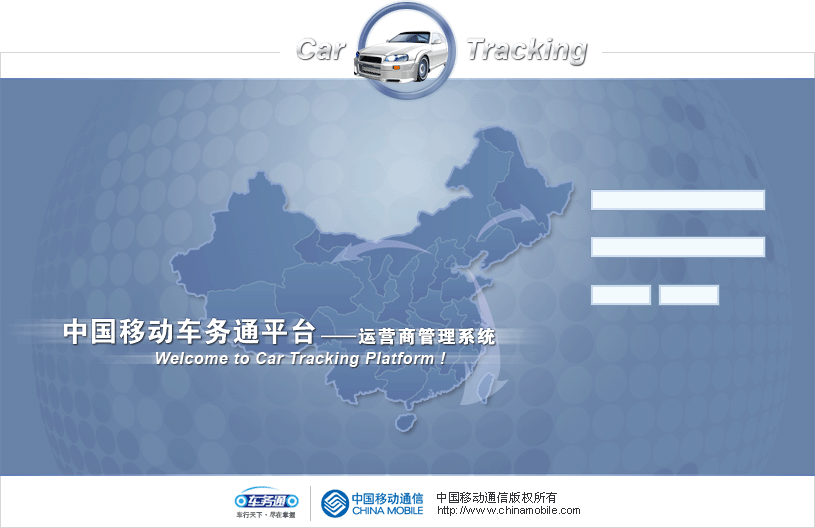 Car Tracking
中国移动车务通平台——运营商管理系统
Welcome to Car Tracking Platform !
车务通
车行天下·尽在掌握
中国移动通信
CHINA MOBILE
中国移动通信版权所有
http://www.chinamobile.com